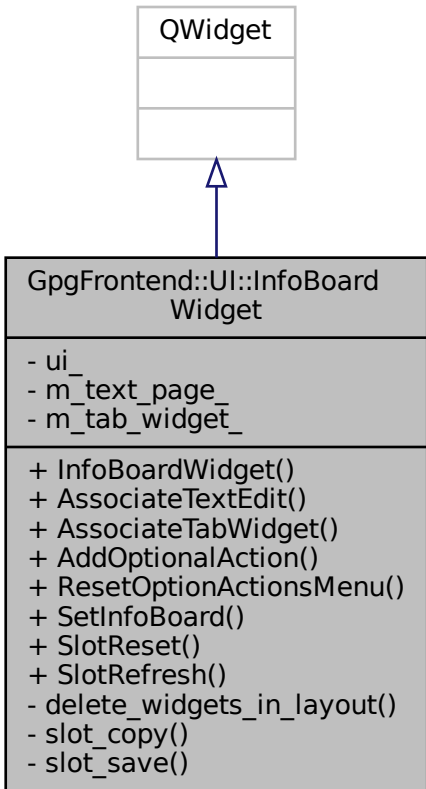 QWidget
GpgFrontend::UI::InfoBoard
Widget
- ui_
- m_text_page_
- m_tab_widget_
+ InfoBoardWidget()
+ AssociateTextEdit()
+ AssociateTabWidget()
+ AddOptionalAction()
+ ResetOptionActionsMenu()
+ SetInfoBoard()
+ SlotReset()
+ SlotRefresh()
- delete_widgets_in_layout()
- slot_copy()
- slot_save()